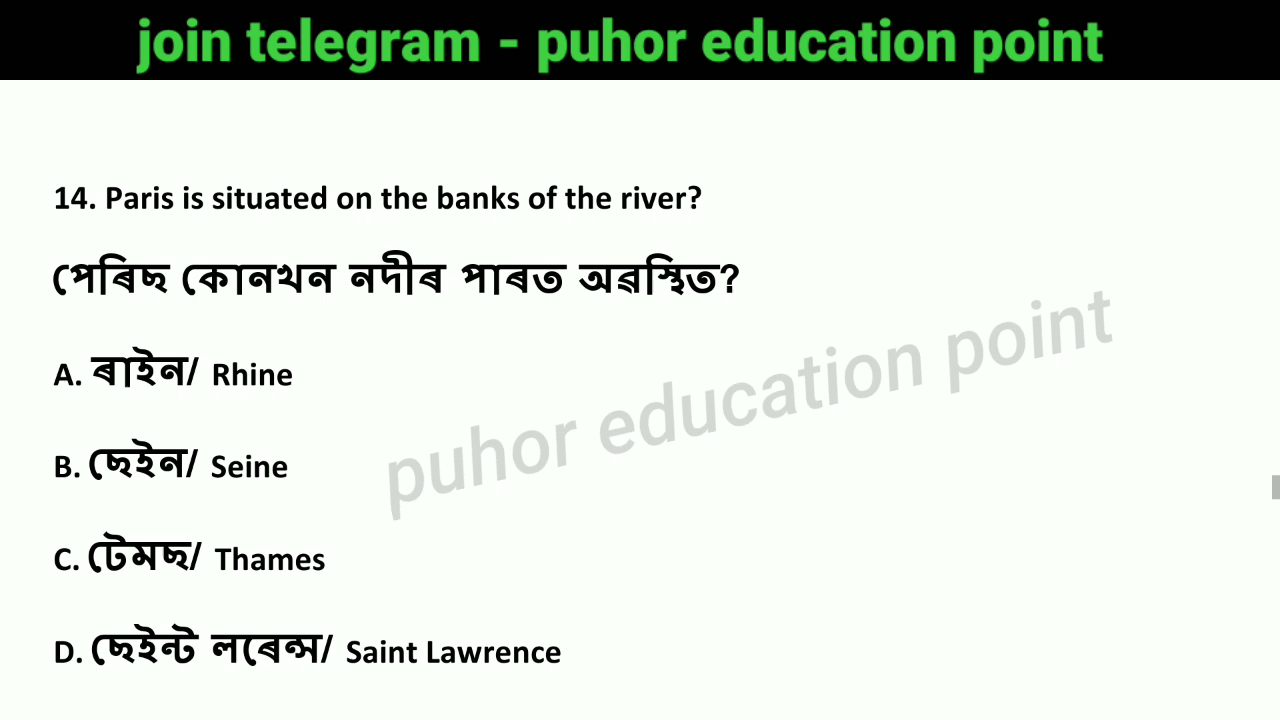 join telegram - puhor education point
14. Paris is situated on the banks of the river?
পেৰিছ কোনখন নদীৰ পাৰত অৱস্থিত?
A. ৰাইন/ Rhine
B. ছেইন/ Seine
puhor education point
C. টেমছ/ Thames
D. ছেইন্ট লৰেন্স/ Saint Lawrence